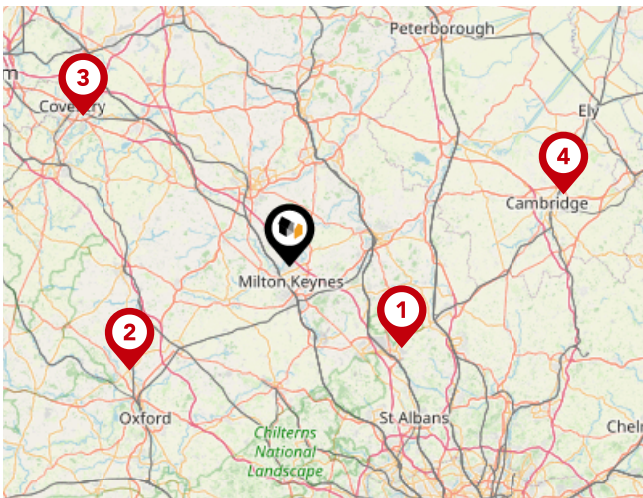 Peterborough
m
3
Coventry
Ely
4
Cambridge
Milton Keynes
1
2
Oxford
St Albans
Chelm
Chilterns
National
Landscape